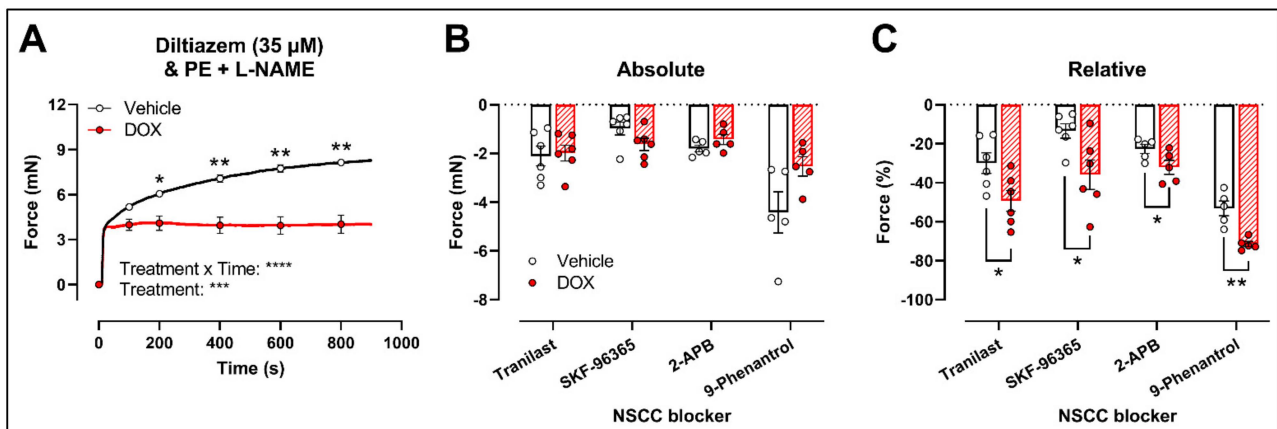 A
Diltiazem (35 µM)
& PE + L-NAME
Vehicle
DOX
12
9
6
3
0
Force (mN)
*
**
**
**
**
Treatment x Time: ****
Treatment: ***
0
200
400
600
800
1000
Time (s)
B
Absolute
0
-2
-4
-6
-8
Force (mN)
Vehicle
DOX
Tranilast
SKF-96365
2-APB
9-Phenantrol
NSCC blocker
C
Relative
0
-20
-40
-60
-80
-100
Force (%)
*
*
*
**
Tranilast
SKF-96365
2-APB
9-Phenantrol
NSCC blocker